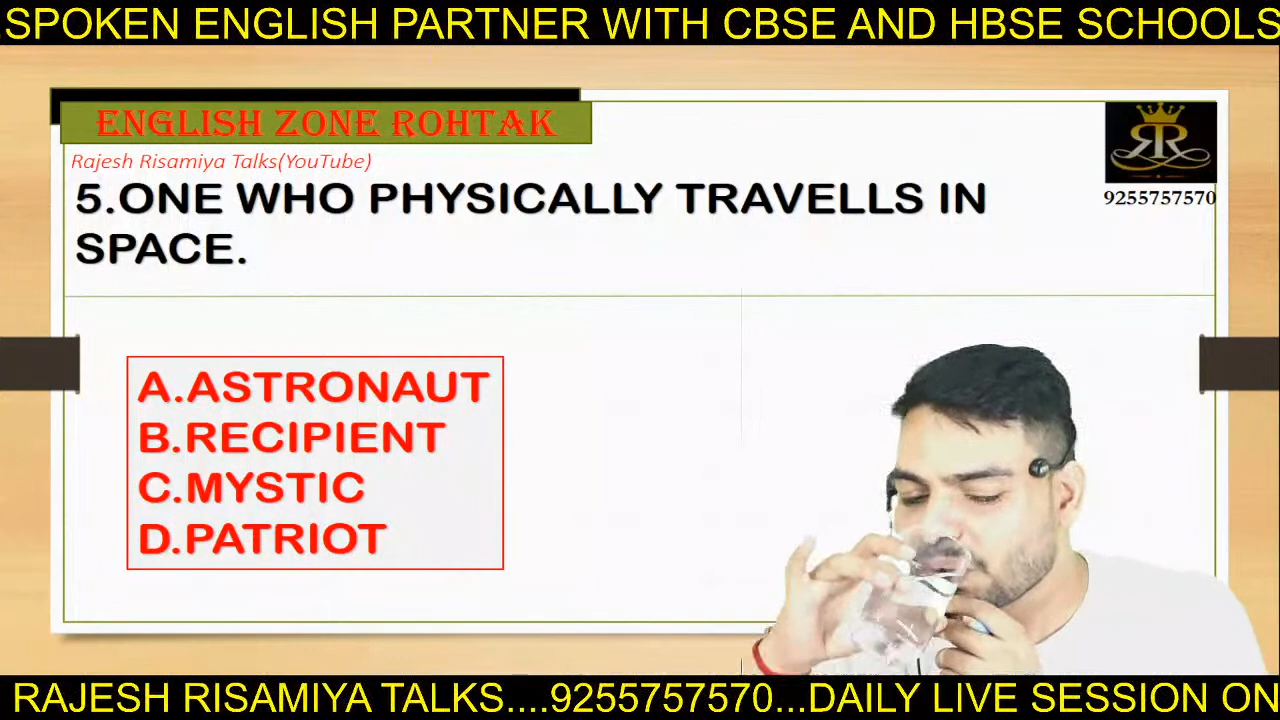 .SPOKEN ENGLISH PARTNER WITH CBSE AND HBSE SCHOOLS
ENGLISH ZONE ROHTAK
Rajesh Risamiya Talks(YouTube)
5.ONE WHO PHYSICALLY TRAVELLS IN
SPACE.
RR
9255757570
A.ASTRONAUT
B.RECIPIENT
C.MYSTIC
D.PATRIOT
RAJESH RISAMIYA TALKS....9255757570...DAILY LIVE SESSION ON